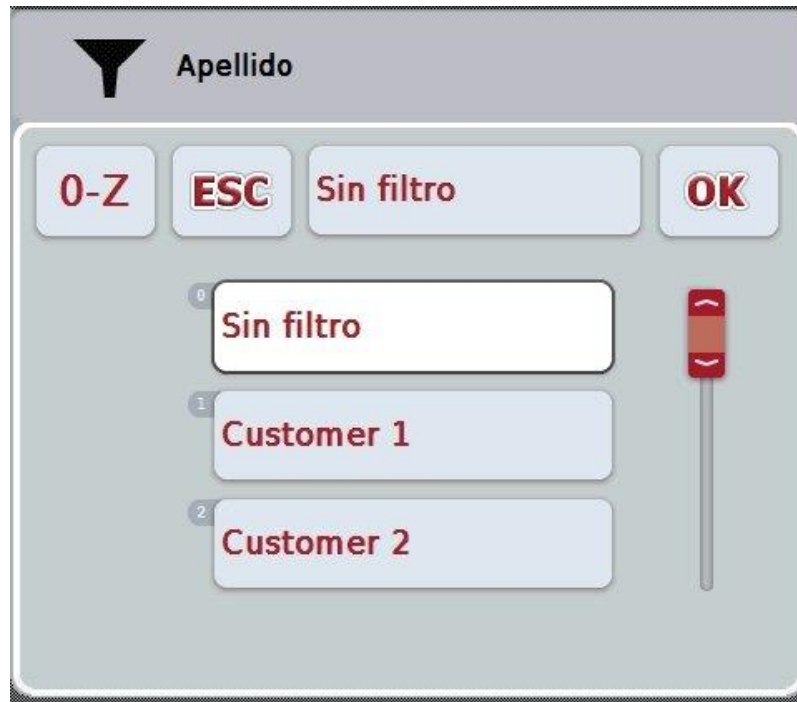 Apellido
0-Z ESC Sin filtro OK
0
Sin filtro
1
Customer 1
2
Customer 2